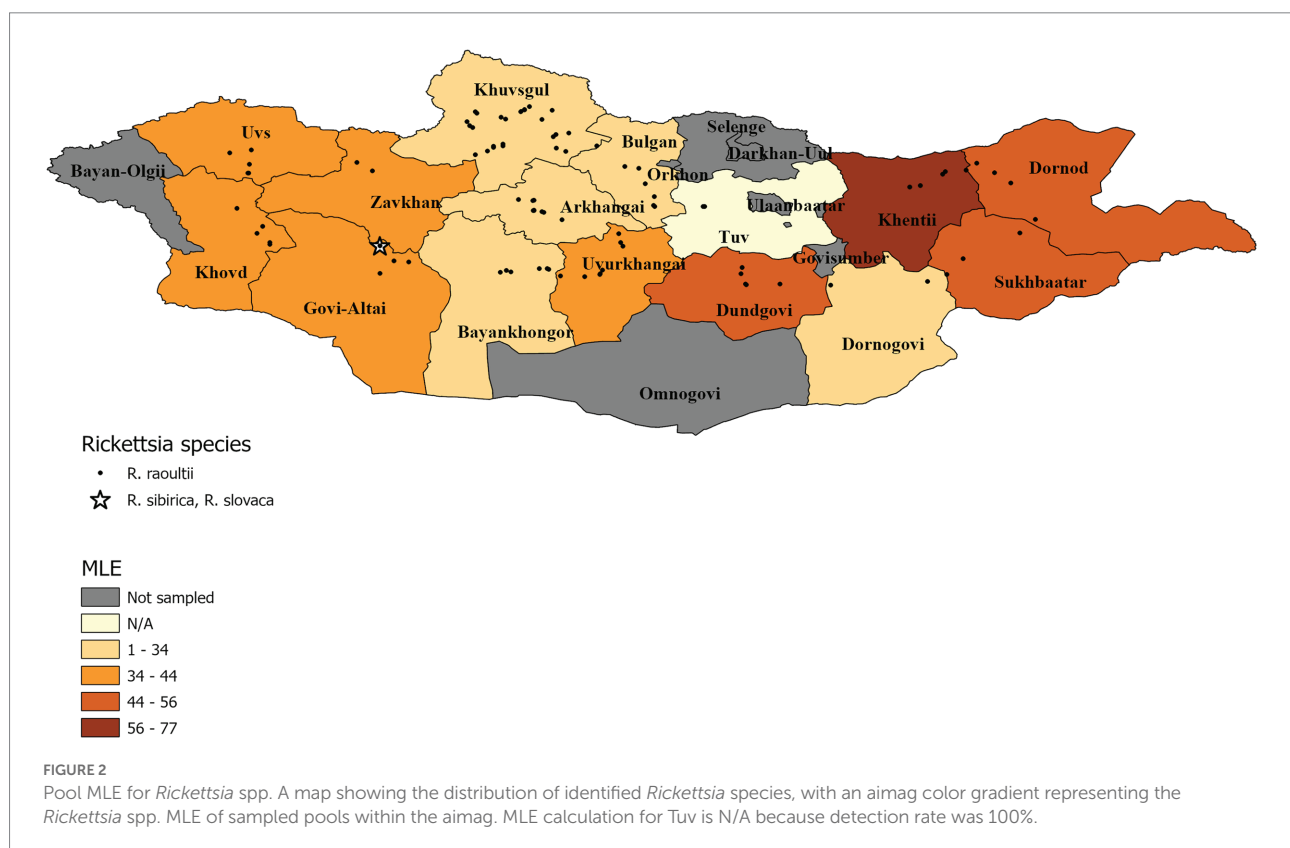 Khuvsgul
Selenge
Uvs
Bulgan
Darkhan-Uul
Bayan-Olgii
Orkhon
Dornod
Zavkhan
Arkhangai
Ulaanbaatar
Khentii
Tuv
Khovd
Uvurkhangai
Govisumber
Sukhbaatar
Govi-Altai
Dundgovi
Bayankhongor
Dornogovi
Omnogovi
Rickettsia species
R. raoultii
R. sibirica, R. slovaca
MLE
Not sampled
N/A
1 - 34
34 - 44
44 - 56
56 - 77
FIGURE 2
Pool MLE for Rickettsia spp. A map showing the distribution of identified Rickettsia species, with an aimag color gradient representing the
Rickettsia spp. MLE of sampled pools within the aimag. MLE calculation for Tuv is N/A because detection rate was 100%.